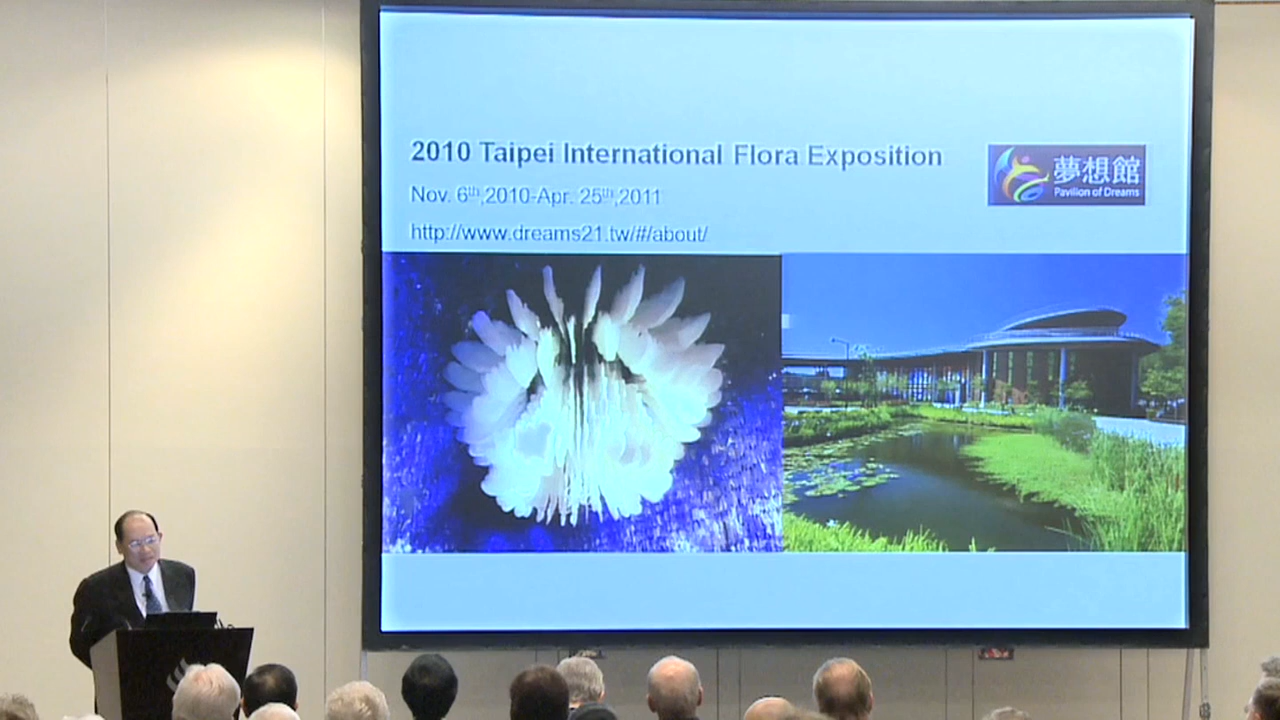 2010 Taipei International Flora Exposition
Nov. 6th,2010-Apr. 25th,2011
http://www.dreams21.tw/#/about/
夢想館
Pavilion of Dreams